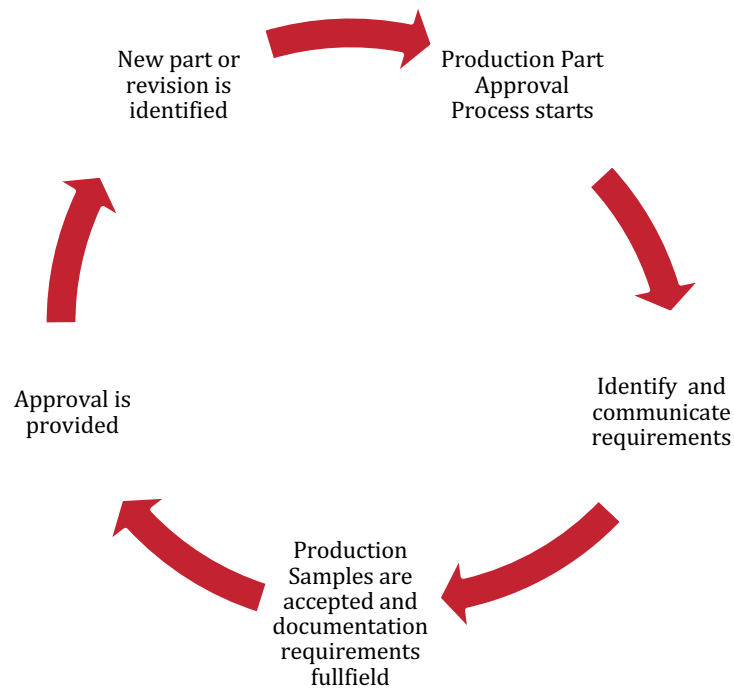 New part or
revision is
identified
Production Part
Approval
Process starts
Identify  and
communicate
requirements
Production
Samples are
accepted and
documentation
requirements
fullfield
Approval is
provided